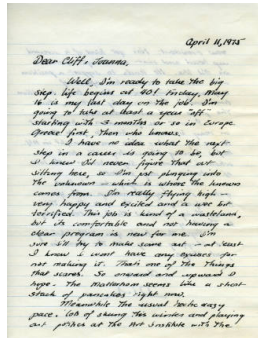 April 11, 1975
Dear Cliff, Joanna,
Well, I'm ready to take the big
step. Life begins at 40! Friday, May
16 is my last day on the job. I'm
going to take at least a year off
starting with 3 months or so in Europe.
Greece first, then who knows.
I have no idea what the next
step in a career is going to be, but
I knew I'd never figure that out
sitting here, so I'm just plunging into
the unknown - which is where the known
comes from. I'm really flying high
very happy and excited and a wee bit
terrified. This job is kind of a wasteland,
but its comfortable and not having a
clear program is new for me. I'm
sure I'll try to make some art - at least
I know I won't have any excuses for
not making it. That's one of the things
that scares. So onward and upward I
hope. The Matterhorn seems like a short
stack of pancakes right now.
Meanwhile the usual hectic crazy
pace. lots of skiing this winter and playing
at the Art Institute with the